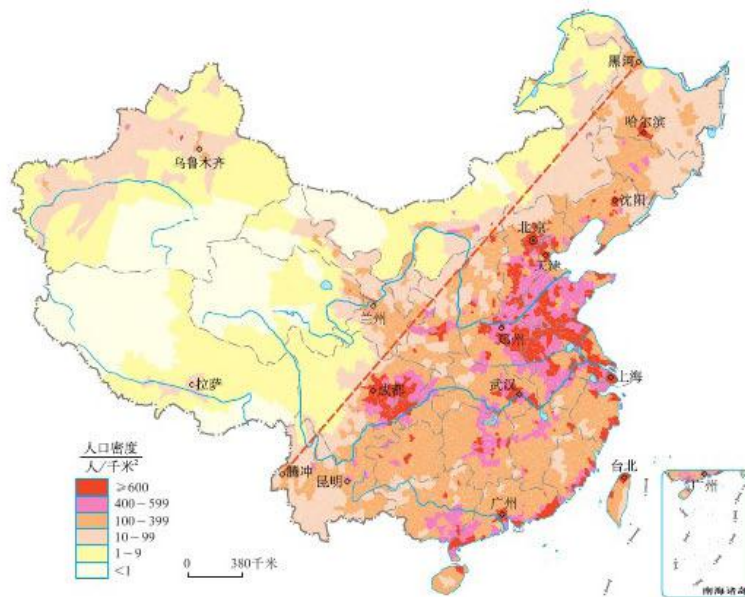 黑河
哈尔滨
乌鲁木齐
沈阳
北京
天津
兰州
郑州
拉萨
成都
武汉
上海
腾冲
昆明
台北
广州
广州
人口密度
人/千米²
≥600
400－599
100－399
10－99
1－9
<1
0 380千米
南海诸岛